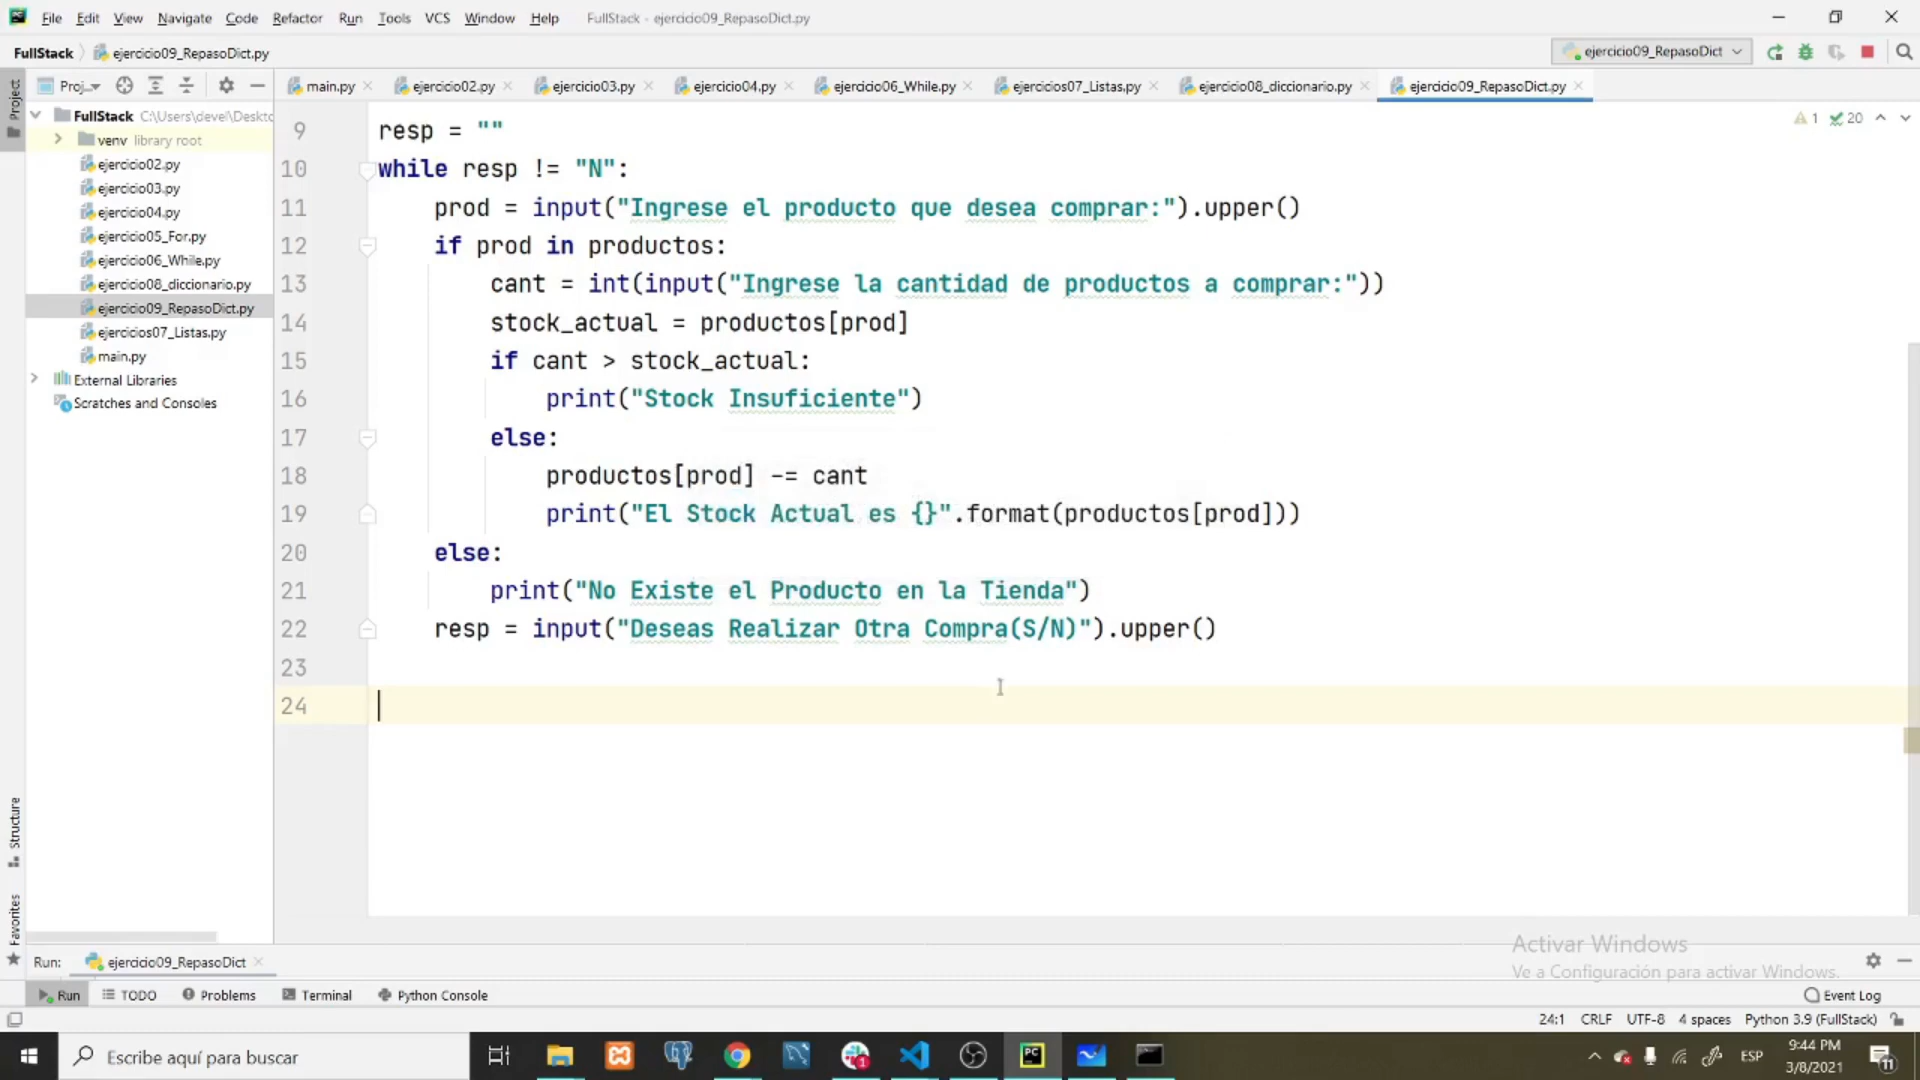 File Edit View Navigate Code Refactor Run Tools VCS Window Help FullStack - ejercicio09_RepasoDict.py
FullStack ejercicio09_RepasoDict.py ejercicio09_RepasoDict
Project Proj... main.py ejercicio02.py ejercicio03.py ejercicio04.py ejercicio06_While.py ejercicios07_Listas.py ejercicio08_diccionario.py ejercicio09_RepasoDict.py
FullStack C:\Users\devel\Deskto
venv library root
ejercicio02.py
ejercicio03.py
ejercicio04.py
ejercicio05_For.py
ejercicio06_While.py
ejercicio08_diccionario.py
ejercicio09_RepasoDict.py
ejercicios07_Listas.py
main.py
External Libraries
Scratches and Consoles
1 20
9 resp = ""
10 while resp != "N":
11 prod = input("Ingrese el producto que desea comprar:").upper()
12 if prod in productos:
13 cant = int(input("Ingrese la cantidad de productos a comprar:"))
14 stock_actual = productos[prod]
15 if cant > stock_actual:
16 print("Stock Insuficiente")
17 else:
18 productos[prod] -= cant
19 print("El Stock Actual es {}".format(productos[prod]))
20 else:
21 print("No Existe el Producto en la Tienda")
22 resp = input("Deseas Realizar Otra Compra(S/N)").upper()
23
24
Structure
Favorites
Activar Windows
Ve a Configuración para activar Windows.
Run: ejercicio09_RepasoDict
Run TODO Problems Terminal Python Console Event Log
24:1 CRLF UTF-8 4 spaces Python 3.9 (FullStack)
Escribe aquí para buscar
ESP
9:44 PM
3/8/2021
11